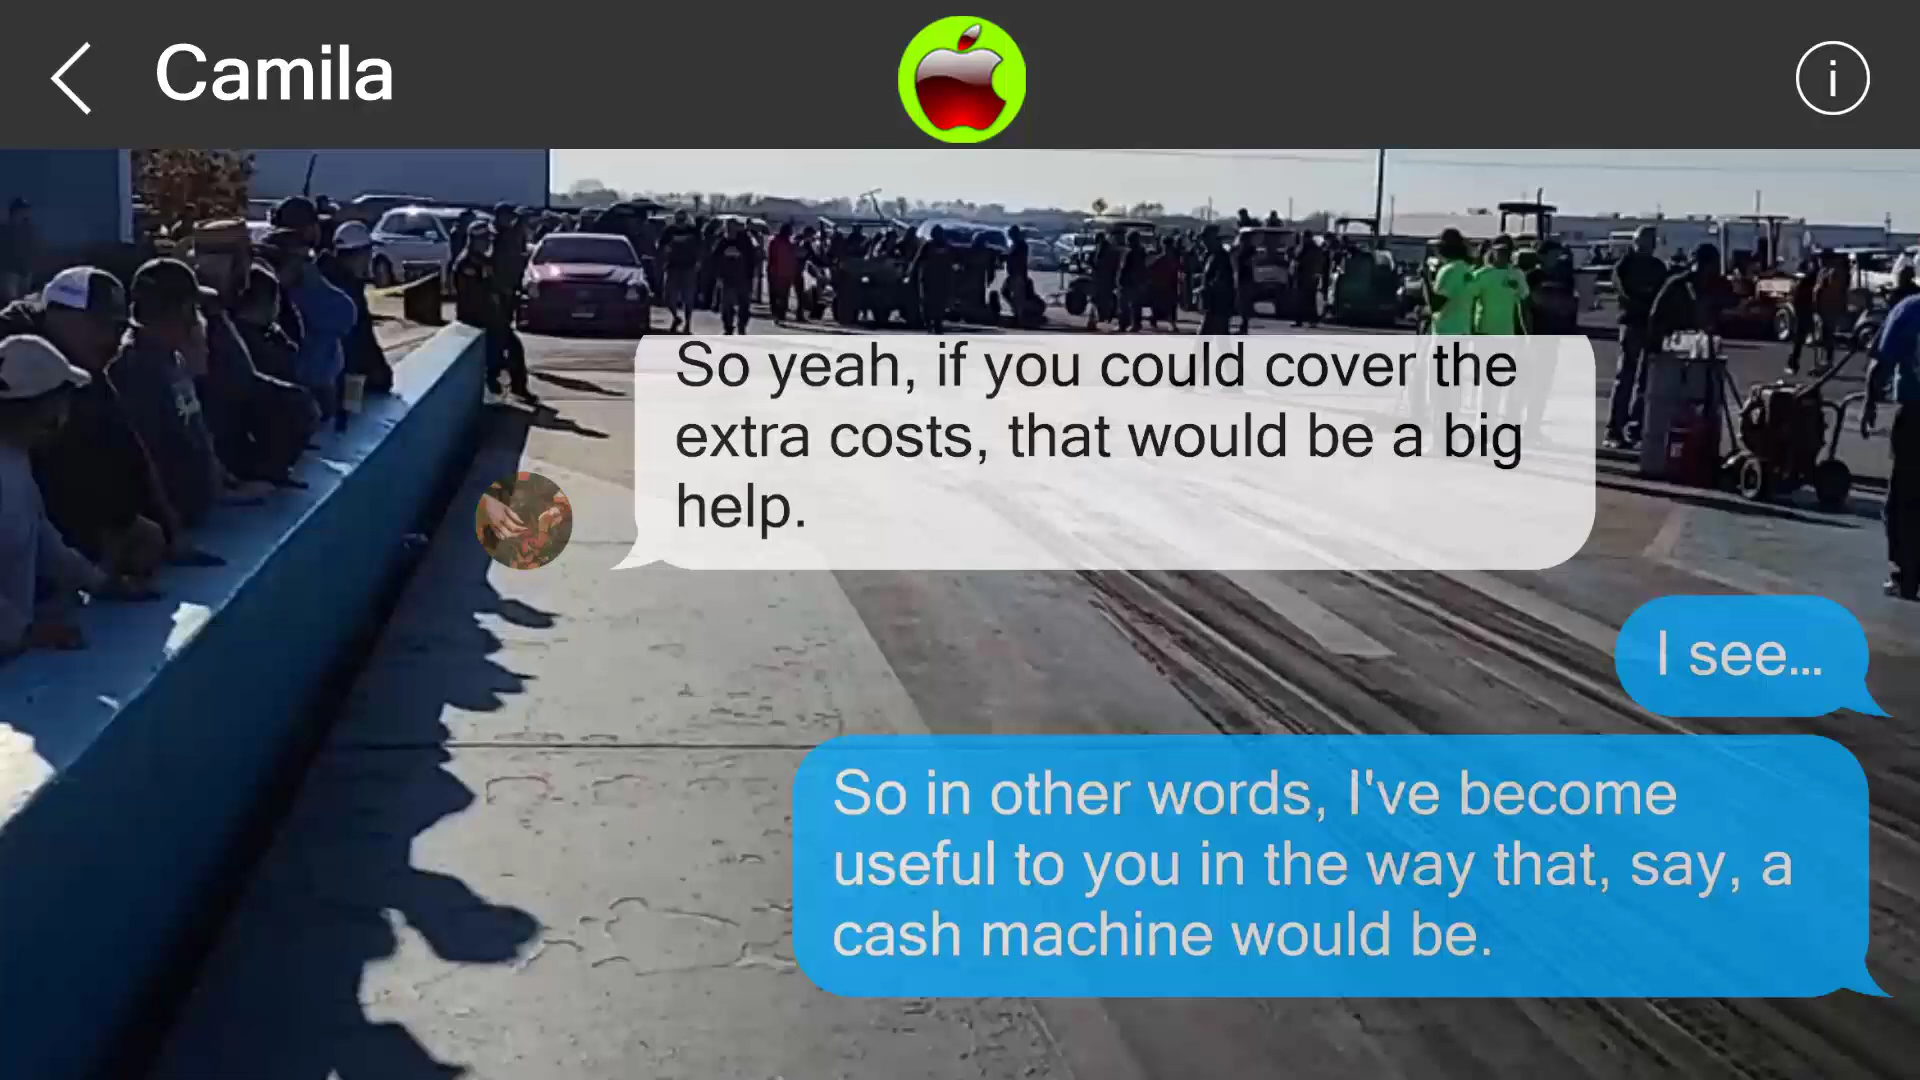 Camila
i
So yeah, if you could cover the
extra costs, that would be a big
help.
I see...
So in other words, I've become
useful to you in the way that, say, a
cash machine would be.